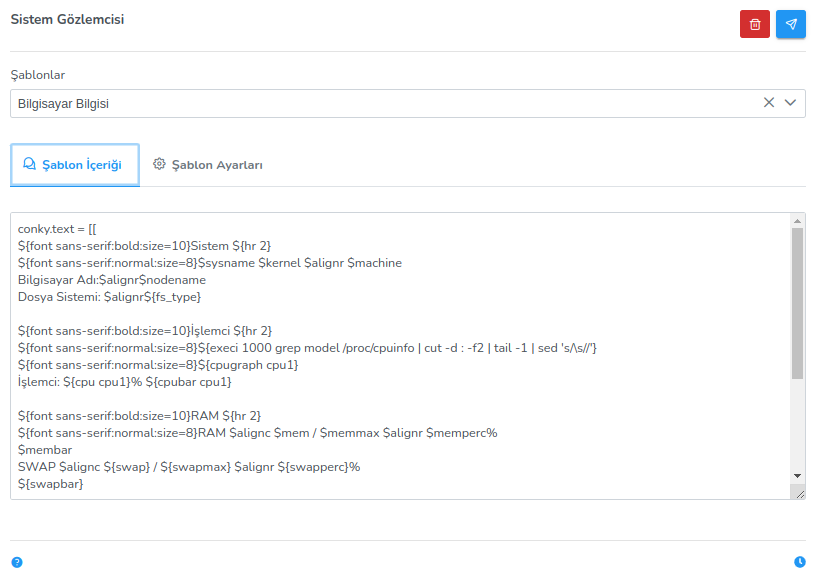 Sistem Gözlemcisi
Şablonlar
Bilgisayar Bilgisi
Şablon İçeriği
Şablon Ayarları
conky.text = [[
${font sans-serif:bold:size=10}Sistem ${hr 2}
${font sans-serif:normal:size=8}$sysname $kernel $alignr $machine
Bilgisayar Adı:$alignr$nodename
Dosya Sistemi: $alignr${fs_type}

${font sans-serif:bold:size=10}İşlemci ${hr 2}
${font sans-serif:normal:size=8}${execi 1000 grep model /proc/cpuinfo | cut -d : -f2 | tail -1 | sed 's/\s//'}
${font sans-serif:normal:size=8}${cpugraph cpu1}
İşlemci: ${cpu cpu1}% ${cpubar cpu1}

${font sans-serif:bold:size=10}RAM ${hr 2}
${font sans-serif:normal:size=8}RAM $alignc $mem / $memmax $alignr $memperc%
$membar
SWAP $alignc ${swap} / ${swapmax} $alignr ${swapperc}%
${swapbar}